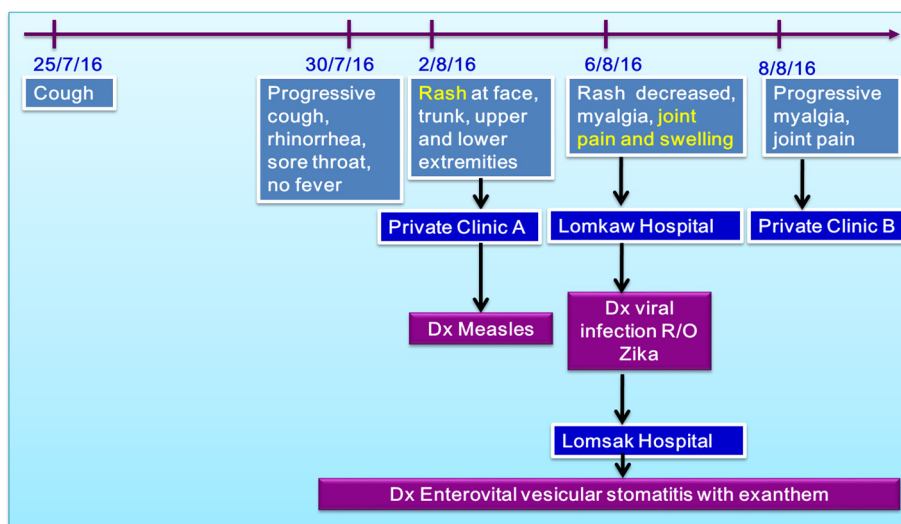 25/7/16
30/7/16
2/8/16
6/8/16
8/8/16
Cough
Progressive
cough,
rhinorrhea,
sore throat,
no fever
Rash at face,
trunk, upper
and lower
extremities
Rash decreased,
myalgia, joint
pain and swelling
Progressive
myalgia,
joint pain
Private Clinic A
Lomkaw Hospital
Private Clinic B
Dx Measles
Dx viral
infection R/O
Zika
Lomsak Hospital
Dx Enterovital vesicular stomatitis with exanthem